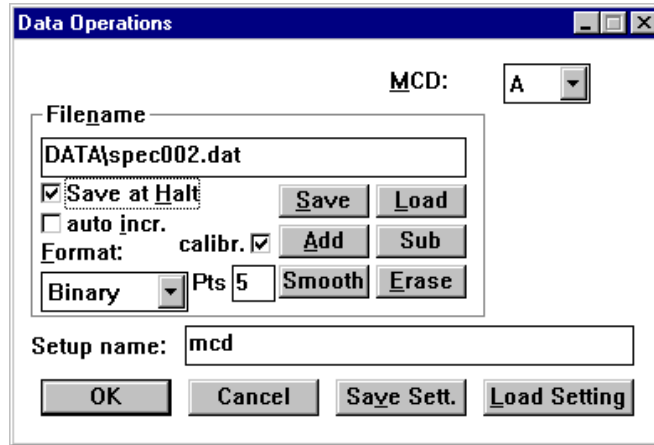 Data Operations
MCD: A
Filename
DATA\spec002.dat
Save at Halt
Save Load
auto incr.
calibr. Add Sub
Format:
Binary Pts 5 Smooth Erase
Setup name: mcd
OK Cancel Save Sett. Load Setting